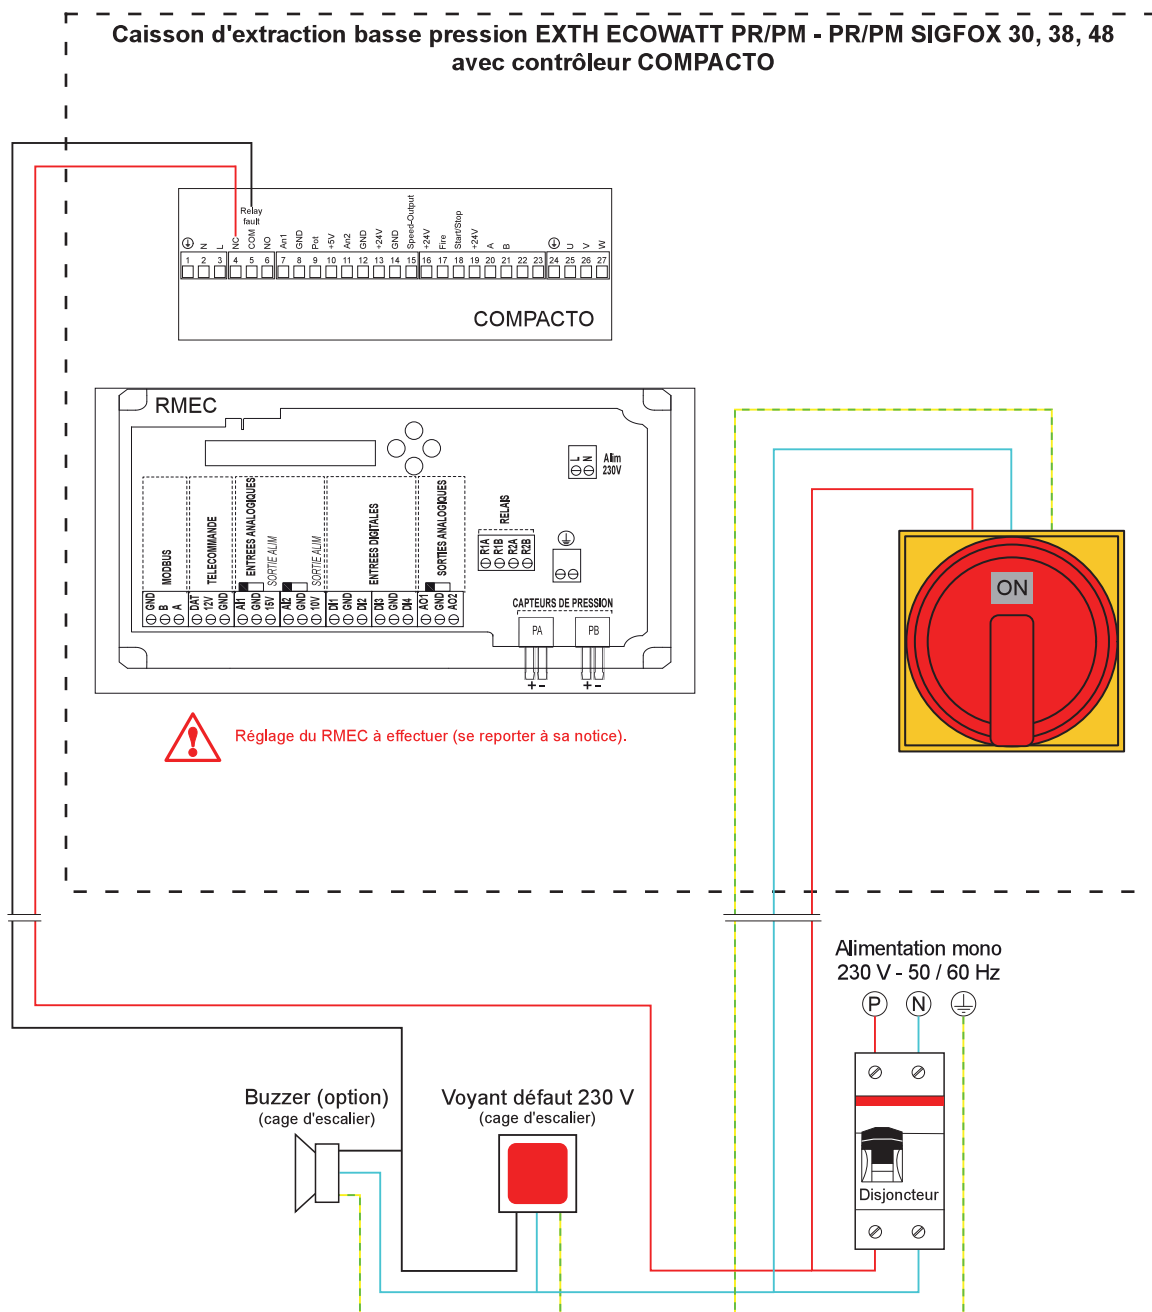 Caisson d'extraction basse pression EXTH ECOWATT PR/PM - PR/PM SIGFOX 30, 38, 48
avec contrôleur COMPACTO
Relay
fault
N
L
NC
COM
NO
An1
GND
Pot
+5V
An2
GND
+24V
GND
Speed-Output
+24V
Fire
Start/Stop
+24V
A
B
U
V
W
1 2 3 4 5 6 7 8 9 10 11 12 13 14 15 16 17 18 19 20 21 22 23 24 25 26 27
COMPACTO
RMEC
L
N
Alim
230V
MODBUS
TELECOMMANDE
ENTREES ANALOGIQUES
SORTIE ALIM
SORTIE ALIM
ENTREES DIGITALES
SORTIES ANALOGIQUES
RELAIS
R1A
R1B
R2A
R2B
GND
B
A
DAT
12V
GND
AI1
GND
15V
AI2
GND
10V
DI1
GND
DI2
DI3
GND
DI4
AO1
GND
AO2
CAPTEURS DE PRESSION
PA PB
+ - + -
Réglage du RMEC à effectuer (se reporter à sa notice).
ON
Alimentation mono
230 V - 50 / 60 Hz
P N
Buzzer (option)
(cage d'escalier)
Voyant défaut 230 V
(cage d'escalier)
Disjoncteur